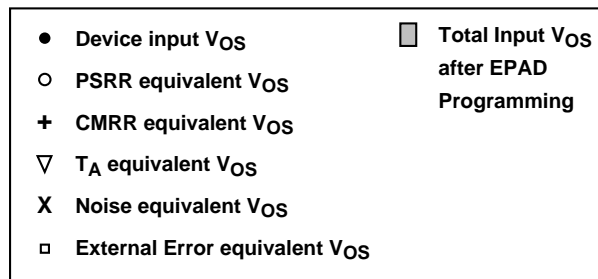 ● Device input VOS
○ PSRR equivalent VOS
+ CMRR equivalent VOS
▽ TA equivalent VOS
X Noise equivalent VOS
□ External Error equivalent VOS
Total Input VOS
after EPAD
Programming